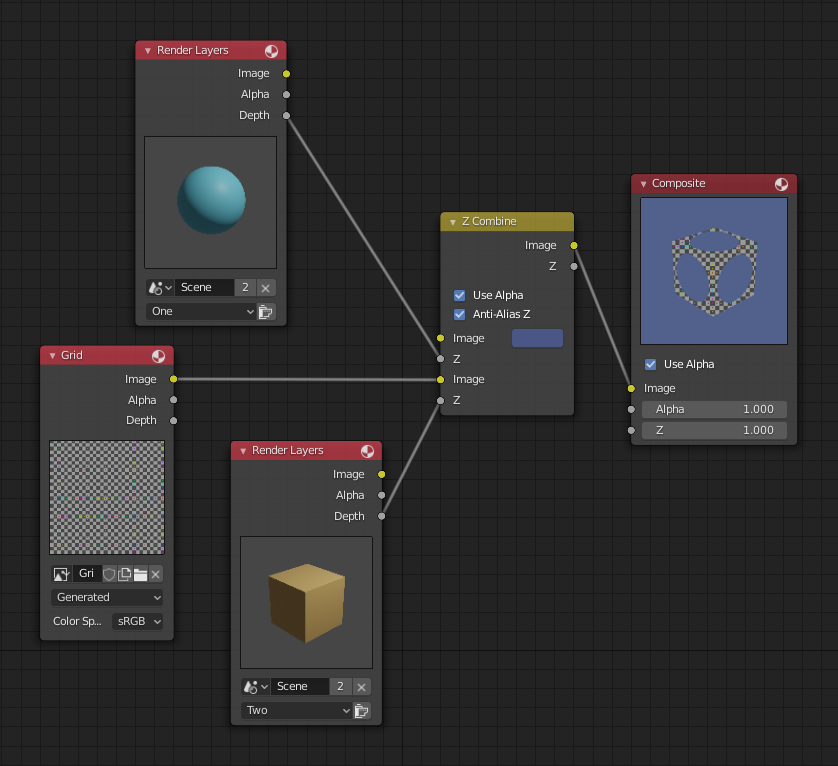 Render Layers
Image
Alpha
Depth
Scene 2
One
Grid
Image
Alpha
Depth
Gri
Generated
Color Sp... sRGB
Render Layers
Image
Alpha
Depth
Scene 2
Two
Z Combine
Image
Z
Use Alpha
Anti-Alias Z
Image
Z
Image
Z
Composite
Use Alpha
Image
Alpha 1.000
Z 1.000